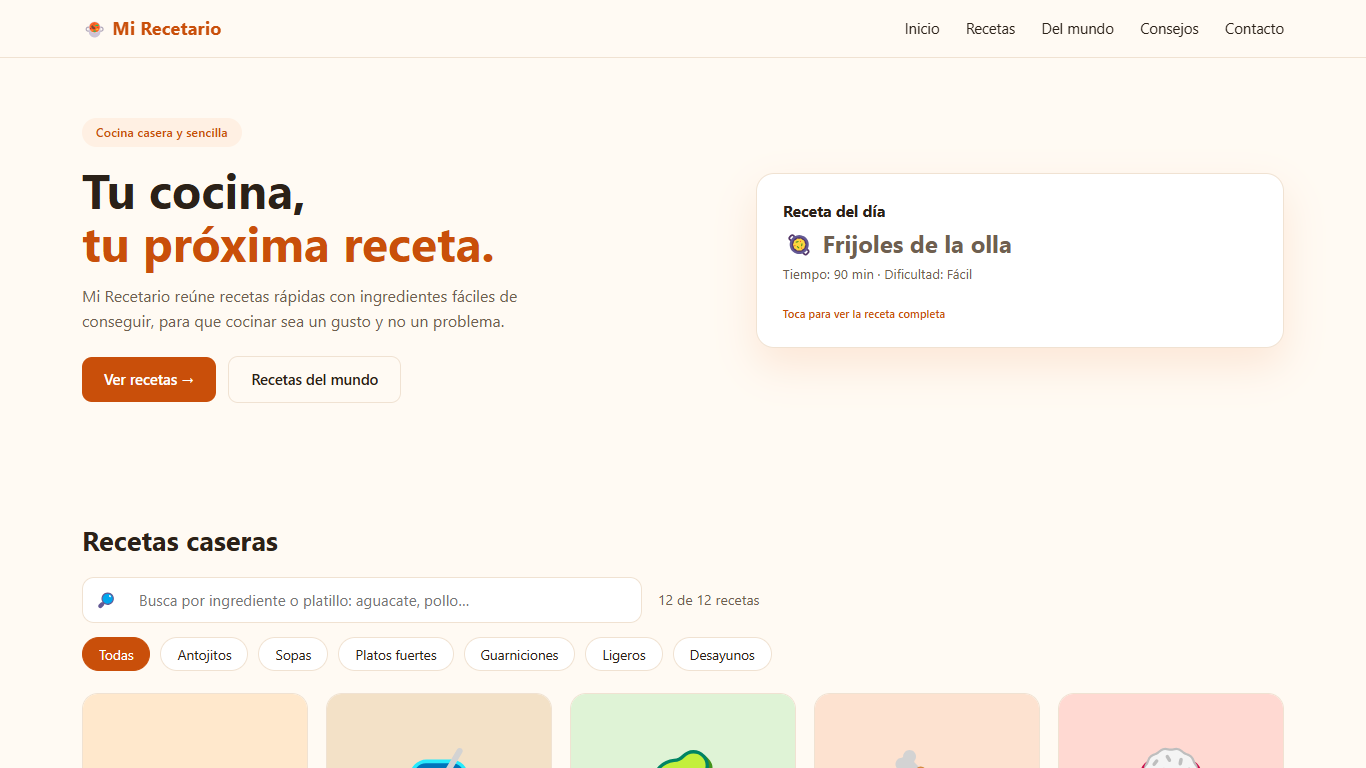 Mi Recetario
Inicio
Recetas
Del mundo
Consejos
Contacto
Cocina casera y sencilla
Tu cocina,
tu próxima receta.
Mi Recetario reúne recetas rápidas con ingredientes fáciles de
conseguir, para que cocinar sea un gusto y no un problema.
Ver recetas →
Recetas del mundo
Receta del día
Frijoles de la olla
Tiempo: 90 min · Dificultad: Fácil
Toca para ver la receta completa
Recetas caseras
Busca por ingrediente o platillo: aguacate, pollo...
12 de 12 recetas
Todas
Antojitos
Sopas
Platos fuertes
Guarniciones
Ligeros
Desayunos